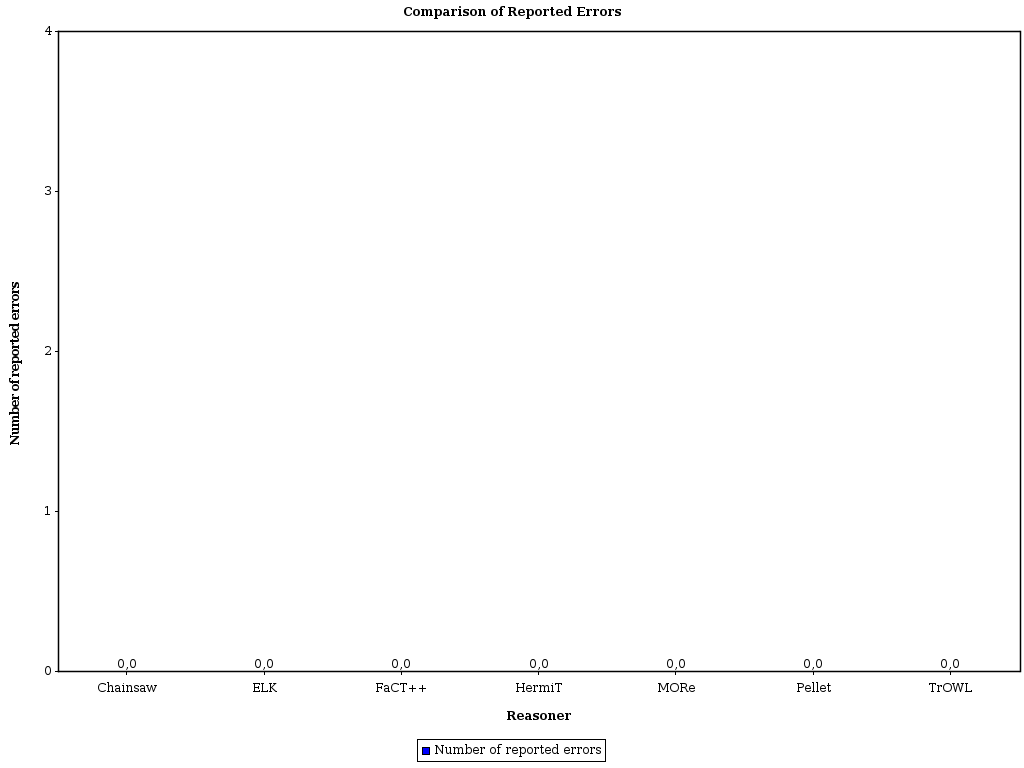 Comparison of Reported Errors
4
3
2
1
0
Number of reported errors
0,0 0,0 0,0 0,0 0,0 0,0 0,0
Chainsaw ELK FaCT++ HermiT MORe Pellet TrOWL
Reasoner
Number of reported errors